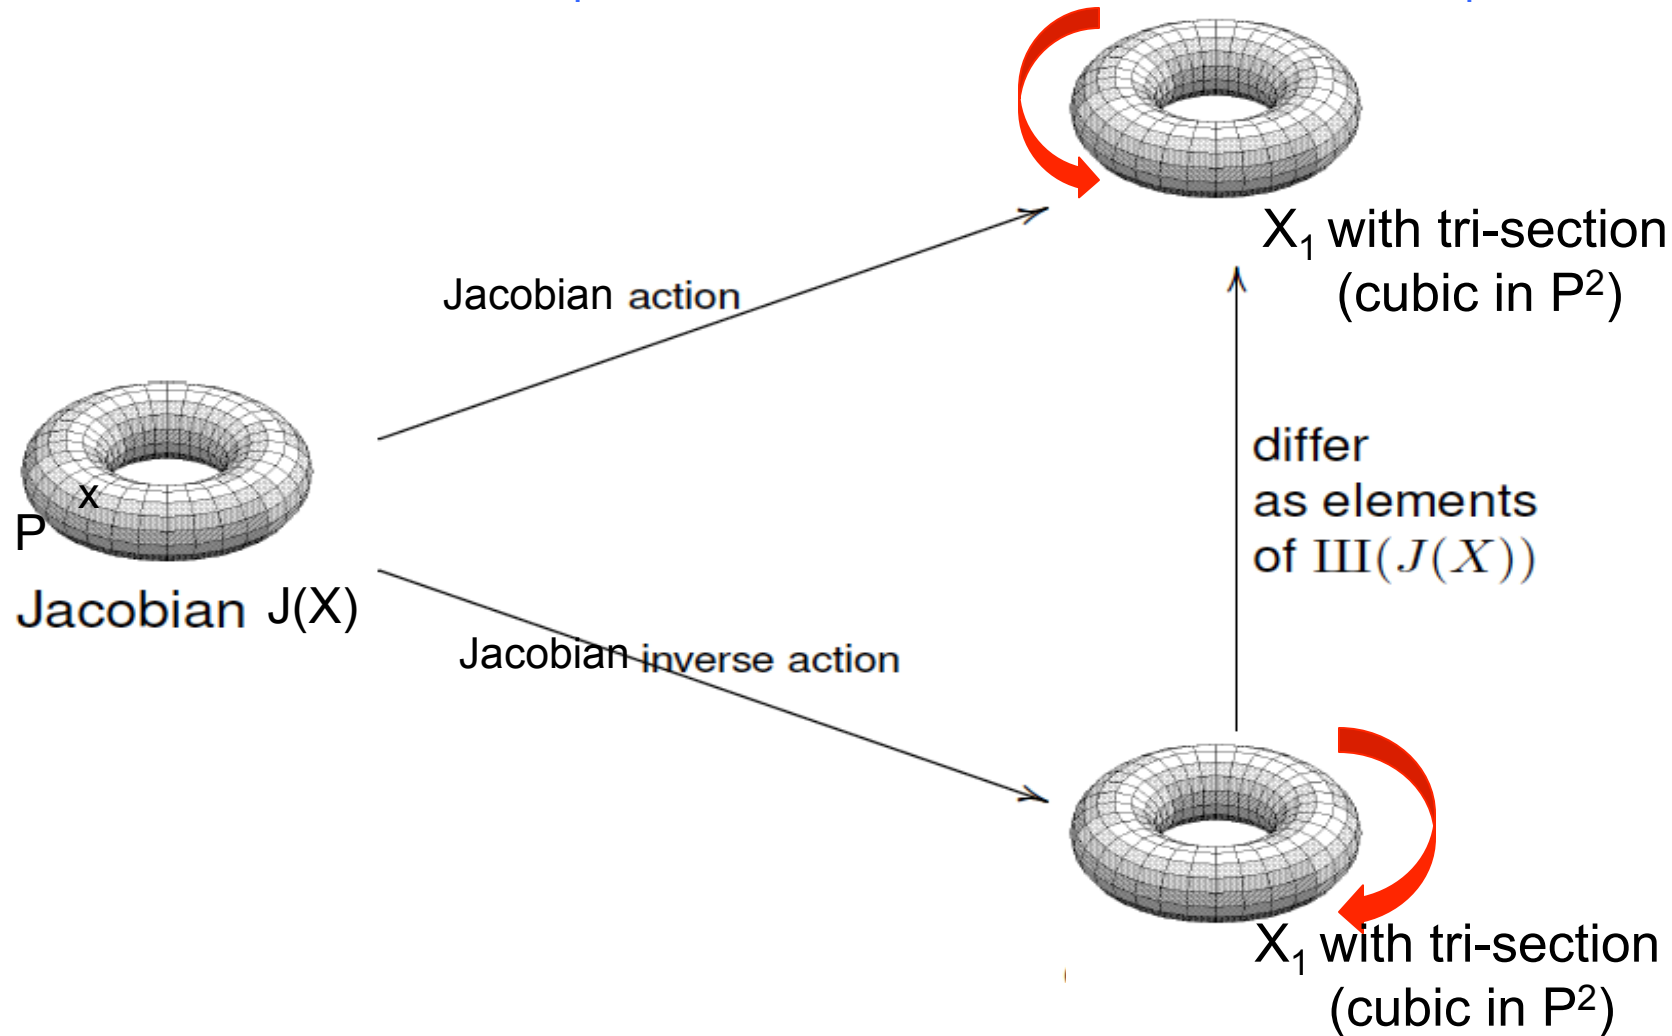 X₁ with tri-section
(cubic in P²)
Jacobian action
differ
as elements
of Ш(J(X))
x
P
Jacobian J(X)
Jacobian inverse action
X₁ with tri-section
(cubic in P²)